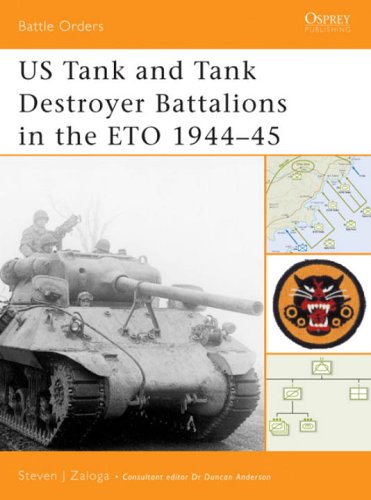 Battle Orders
OSPREY
PUBLISHING
US Tank and Tank
Destroyer Battalions
in the ETO 1944–45
Steven J Zaloga • Consultant editor Dr Duncan Anderson